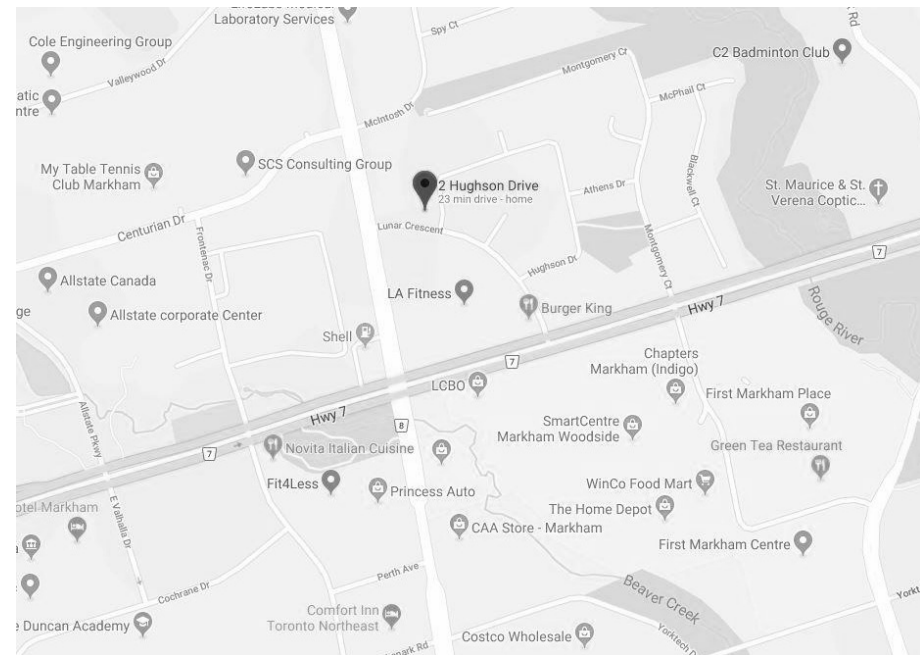 Laboratory Services
Spy Ct
Cole Engineering Group
Valleywood Dr
Montgomery Ct
C2 Badminton Club
Rd
McIntosh Dr
McPhail Ct
My Table Tennis
Club Markham
SCS Consulting Group
2 Hughson Drive
23 min drive - home
Athens Dr
Blackwell Ct
St. Maurice & St.
Verena Coptic...
Centurian Dr
Frontenac Dr
Lunar Crescent
Montgomery Ct
Hughson Dr
7
Allstate Canada
Allstate corporate Center
LA Fitness
Burger King
Hwy 7
Rouge River
Shell
7
LCBO
Chapters
Markham (Indigo)
First Markham Place
Hwy 7
8
SmartCentre
Markham Woodside
Allstate Pkwy
7
Novita Italian Cuisine
Green Tea Restaurant
Fit4Less
Princess Auto
WinCo Food Mart
The Home Depot
CAA Store - Markham
E Valhalla Dr
First Markham Centre
Perth Ave
Cochrane Dr
Beaver Creek
Comfort Inn
Toronto Northeast
Duncan Academy
Costco Wholesale
Yorktech D